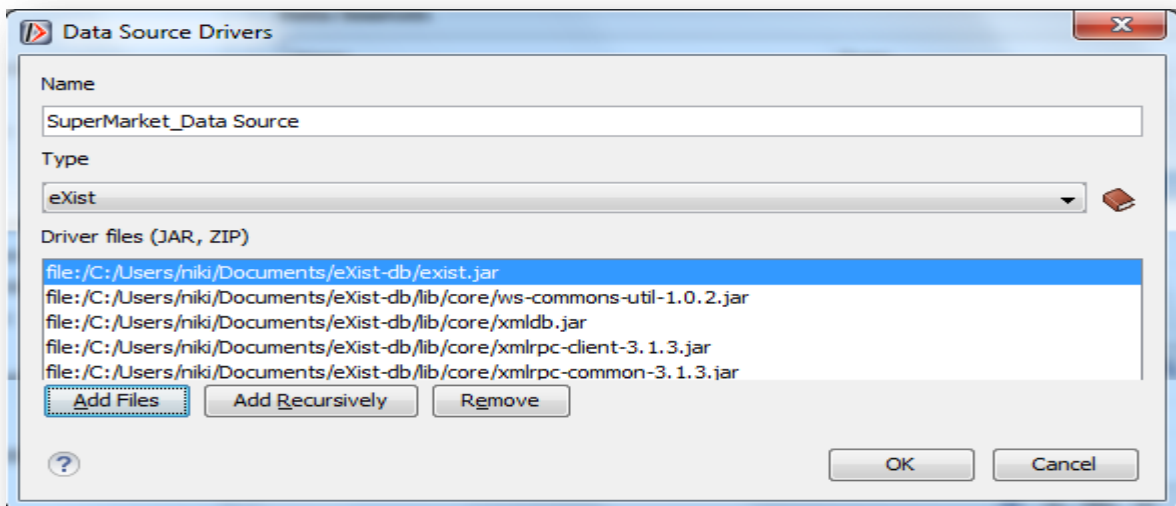 Data Source Drivers
Name
SuperMarket_Data Source
Type
eXist
Driver files (JAR, ZIP)
file:/C:/Users/niki/Documents/eXist-db/exist.jar
file:/C:/Users/niki/Documents/eXist-db/lib/core/ws-commons-util-1.0.2.jar
file:/C:/Users/niki/Documents/eXist-db/lib/core/xmldb.jar
file:/C:/Users/niki/Documents/eXist-db/lib/core/xmlrpc-client-3.1.3.jar
file:/C:/Users/niki/Documents/eXist-db/lib/core/xmlrpc-common-3.1.3.jar
Add Files Add Recursively Remove
? OK Cancel